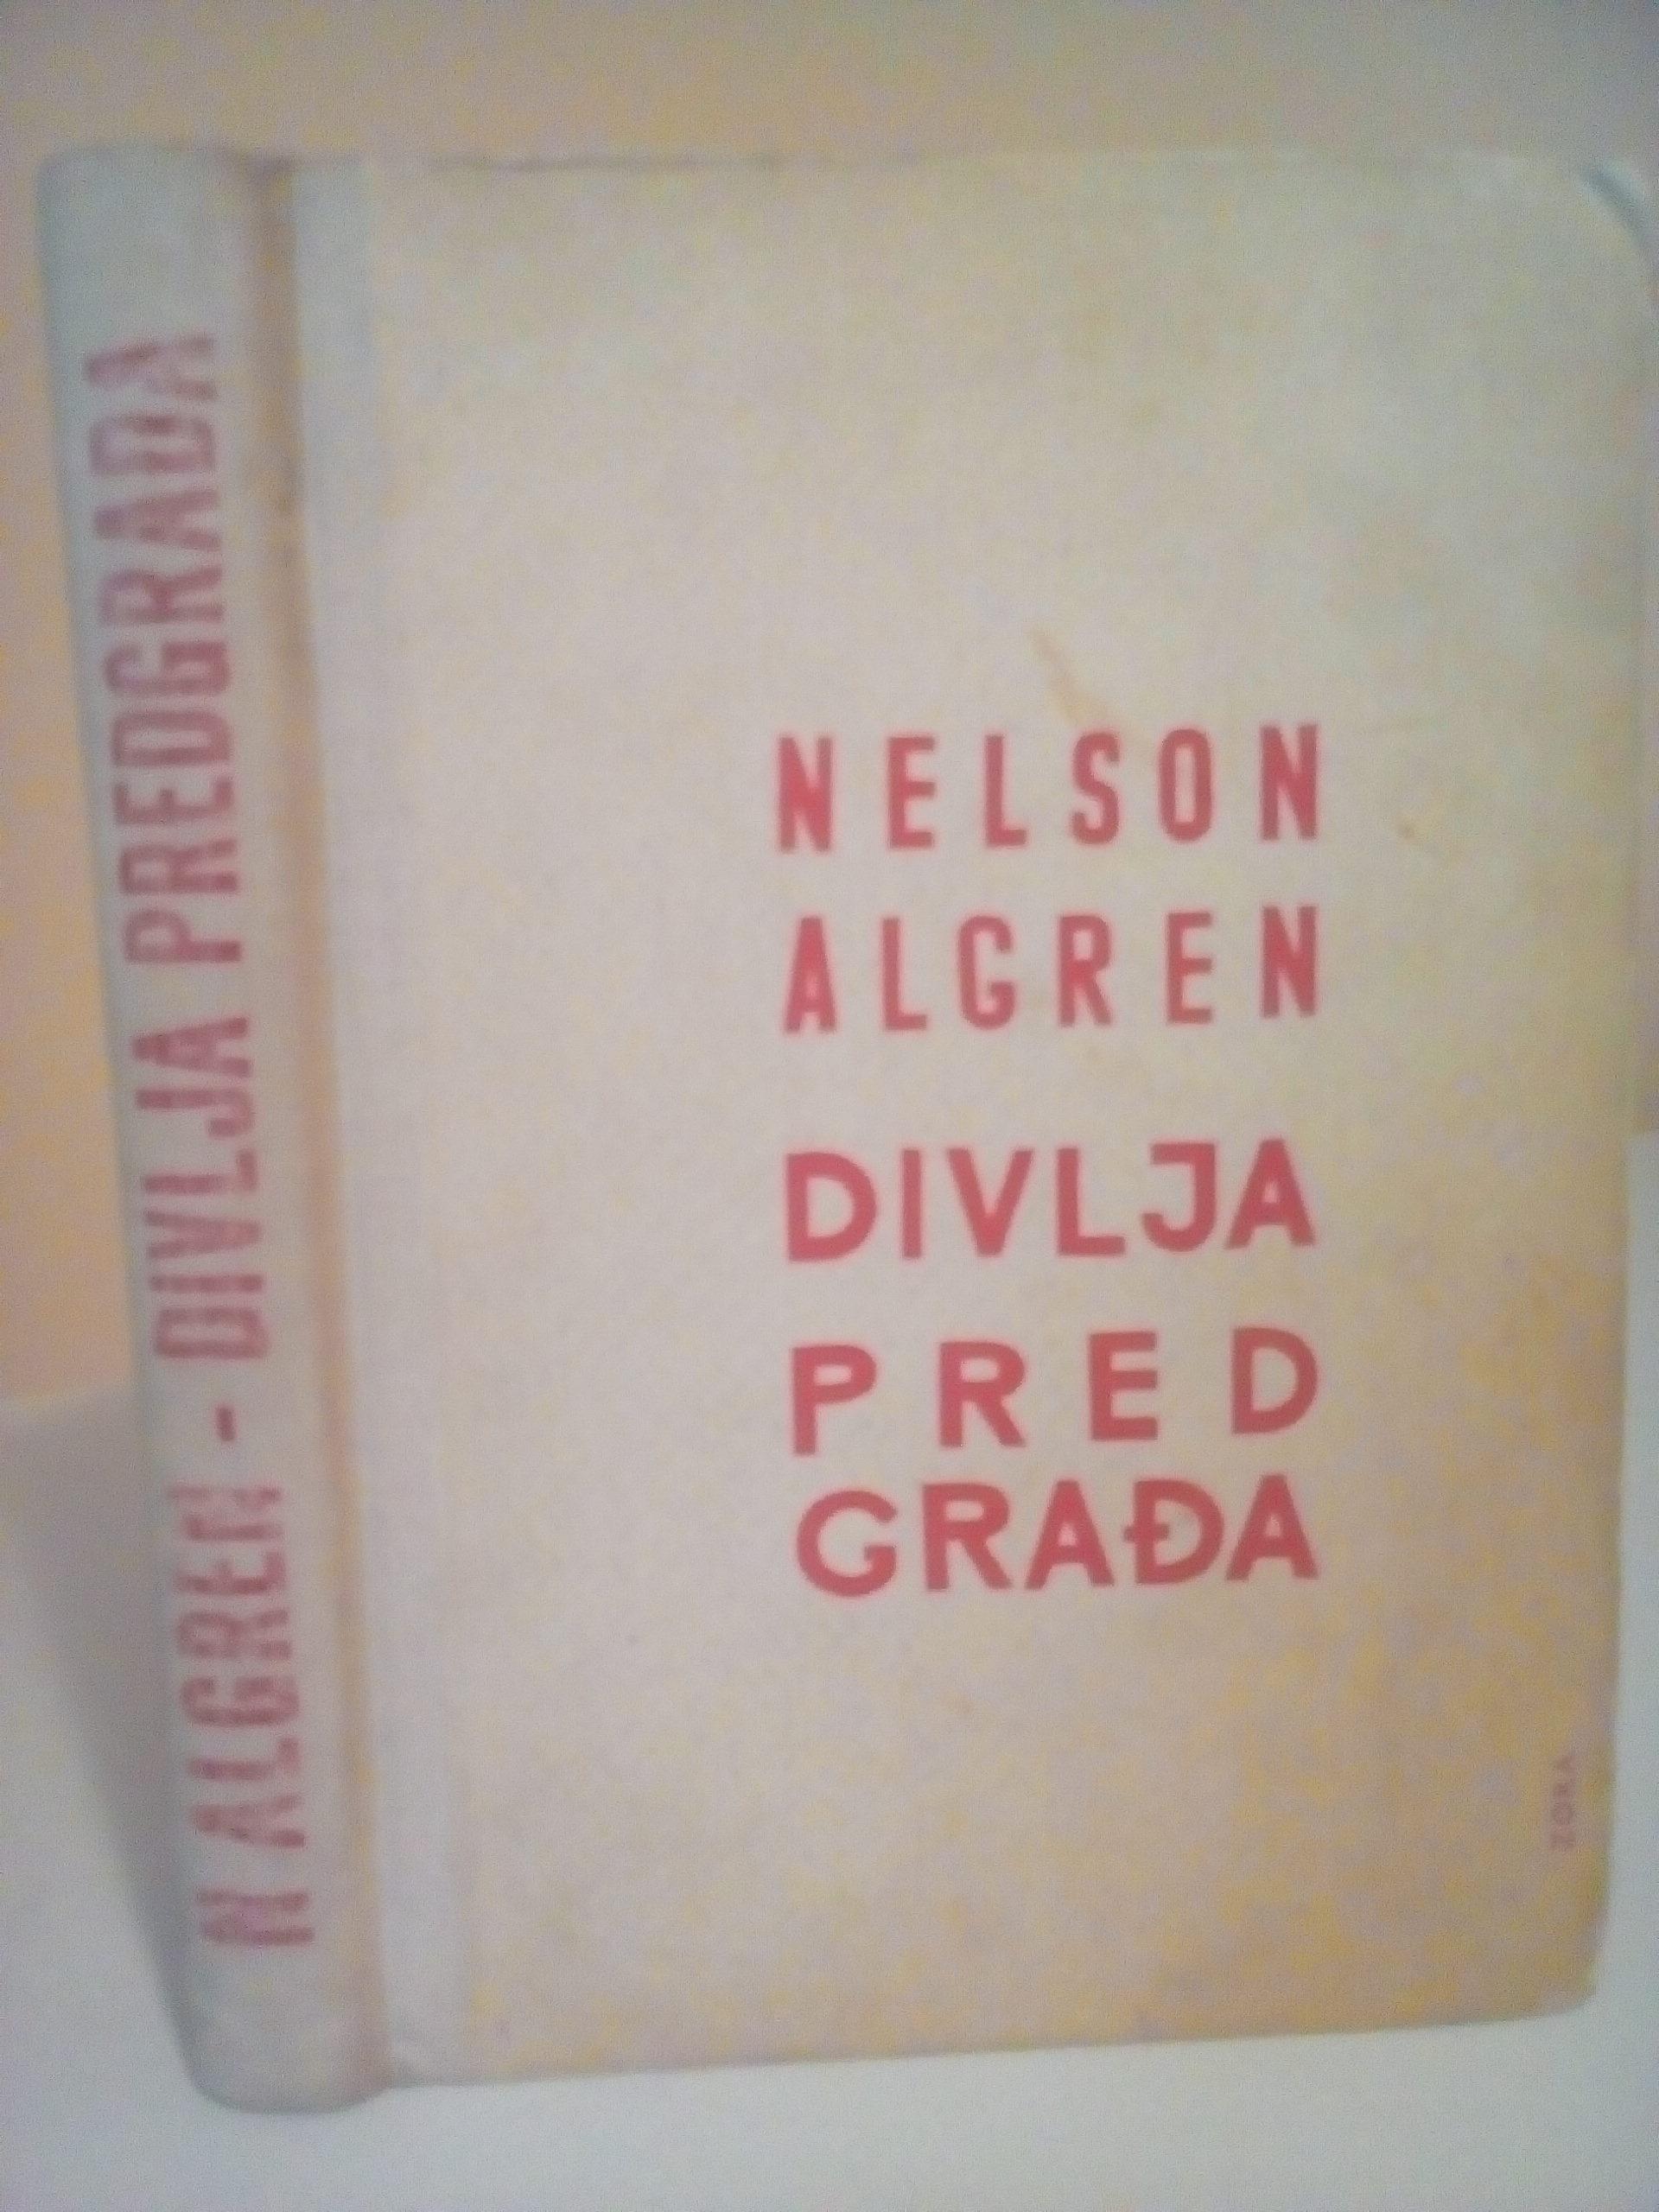 N ALGREN - DIVLJA PREDGRAĐA
NELSON
ALGREN
DIVLJA
PRED
GRAĐA
ZORA